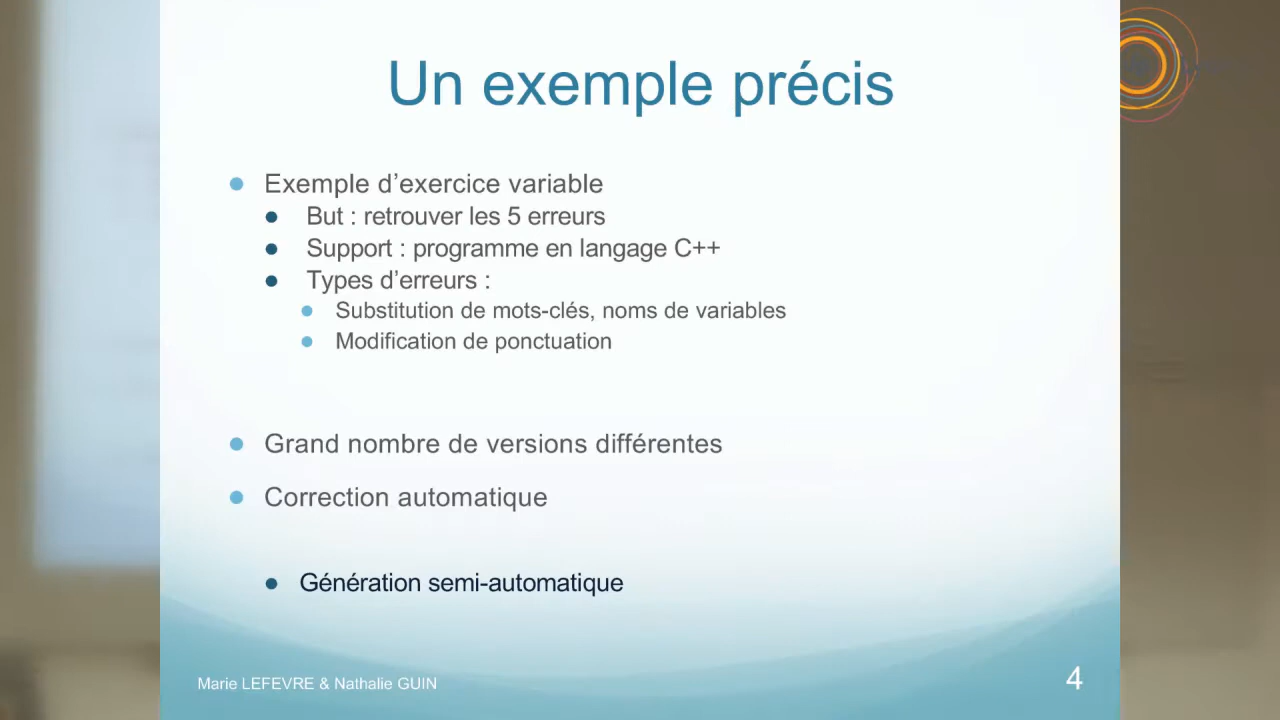 Un exemple précis
Exemple d’exercice variable
But : retrouver les 5 erreurs
Support : programme en langage C++
Types d’erreurs :
Substitution de mots-clés, noms de variables
Modification de ponctuation
Grand nombre de versions différentes
Correction automatique
Génération semi-automatique
Marie LEFEVRE & Nathalie GUIN
4